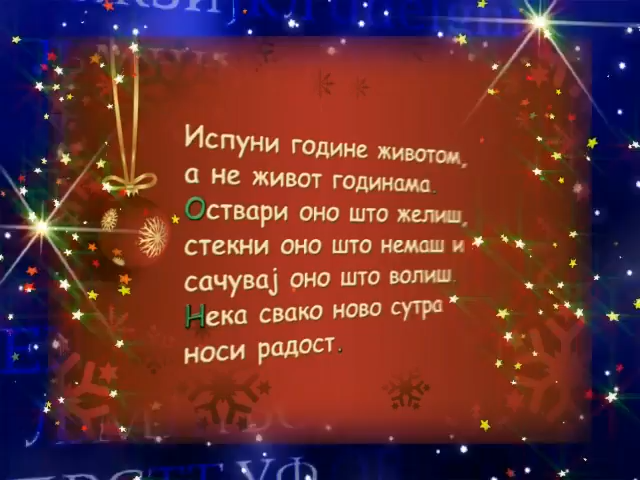 Испуни године животом,
а не живот годинама.
Оствари оно што желиш,
стекни оно што немаш и
сачувај оно што волиш.
Нека свако ново сутра
носи радост.